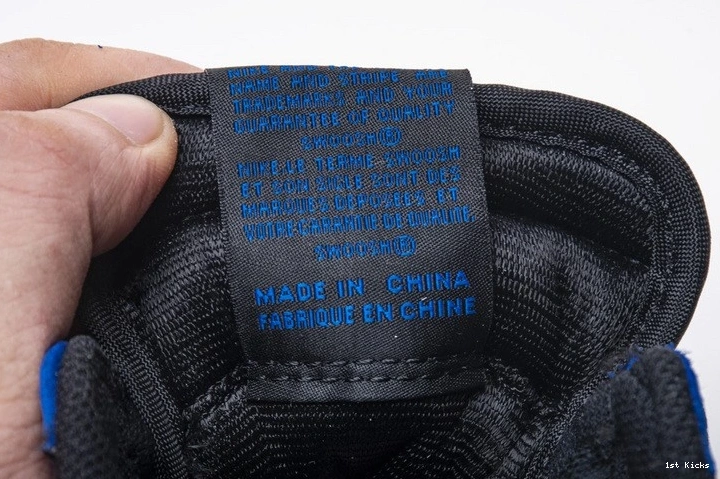 NAME AND STRIPE ARE
TRADEMARKS AND YOUR
GUARANTEE OF QUALITY
SWOOSH®
NIKE LE TERME SWOOSH
ET SON SIGLE SONT DES
MARQUES DEPOSEES ET
VOTRE GARANTIE DE QUALITE
SWOOSH®
MADE IN CHINA
FABRIQUE EN CHINE
1st Kicks